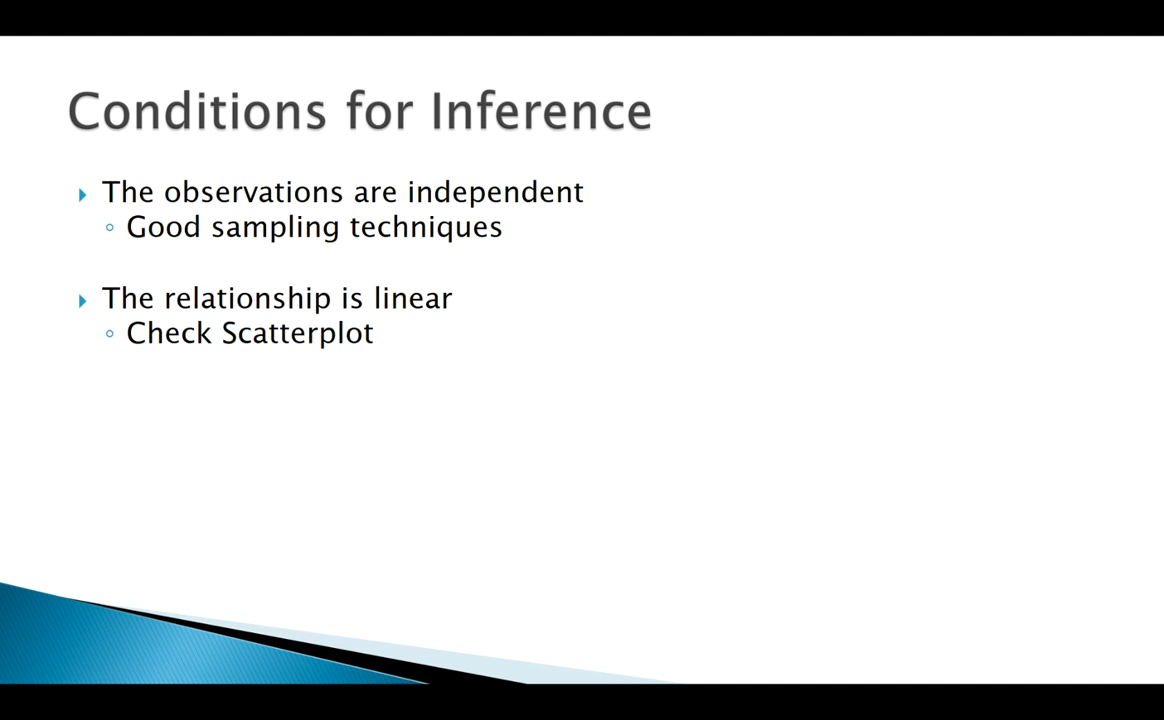 Conditions for Inference
The observations are independent
Good sampling techniques
The relationship is linear
Check Scatterplot